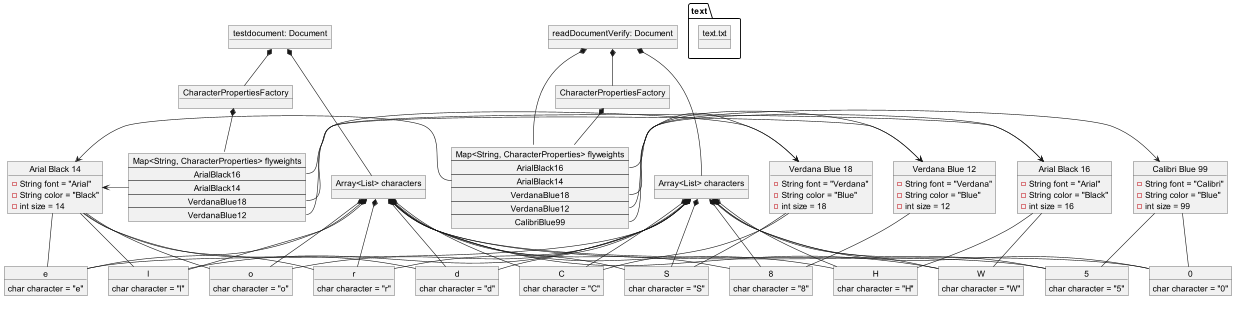 text
testdocument: Document
readDocumentVerify: Document
text.txt
CharacterPropertiesFactory
CharacterPropertiesFactory
Arial Black 14
String font = "Arial"
String color = "Black"
int size = 14
Map<String, CharacterProperties> flyweights
ArialBlack16
ArialBlack14
VerdanaBlue18
VerdanaBlue12
Array<List> characters
Map<String, CharacterProperties> flyweights
ArialBlack16
ArialBlack14
VerdanaBlue18
VerdanaBlue12
CalibriBlue99
Array<List> characters
Verdana Blue 18
String font = "Verdana"
String color = "Blue"
int size = 18
Verdana Blue 12
String font = "Verdana"
String color = "Blue"
int size = 12
Arial Black 16
String font = "Arial"
String color = "Black"
int size = 16
Calibri Blue 99
String font = "Calibri"
String color = "Blue"
int size = 99
e
char character = "e"
l
char character = "l"
o
char character = "o"
r
char character = "r"
d
char character = "d"
C
char character = "C"
S
char character = "S"
8
char character = "8"
H
char character = "H"
W
char character = "W"
5
char character = "5"
0
char character = "0"